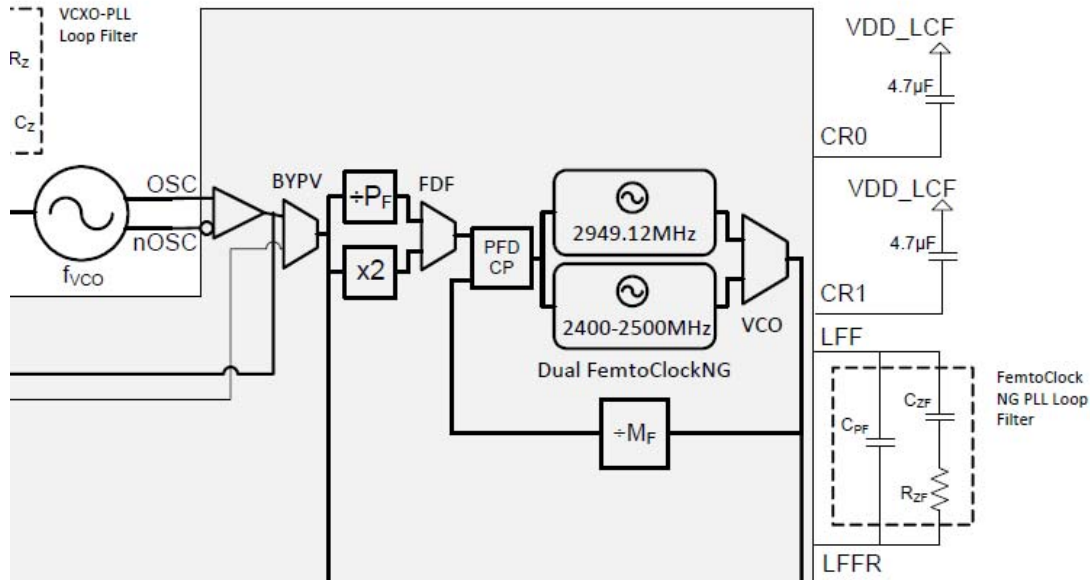 VCXO-PLL
Loop Filter
Rz
Cz
OSC
nOSC
fVCO
BYPV
÷PF
x2
FDF
PFD
CP
2949.12MHz
2400-2500MHz
Dual FemtoClockNG
VCO
÷MF
VDD_LCF
4.7µF
CR0
VDD_LCF
4.7µF
CR1
LFF
CPF
CZF
RZF
LFFR
FemtoClock
NG PLL Loop
Filter